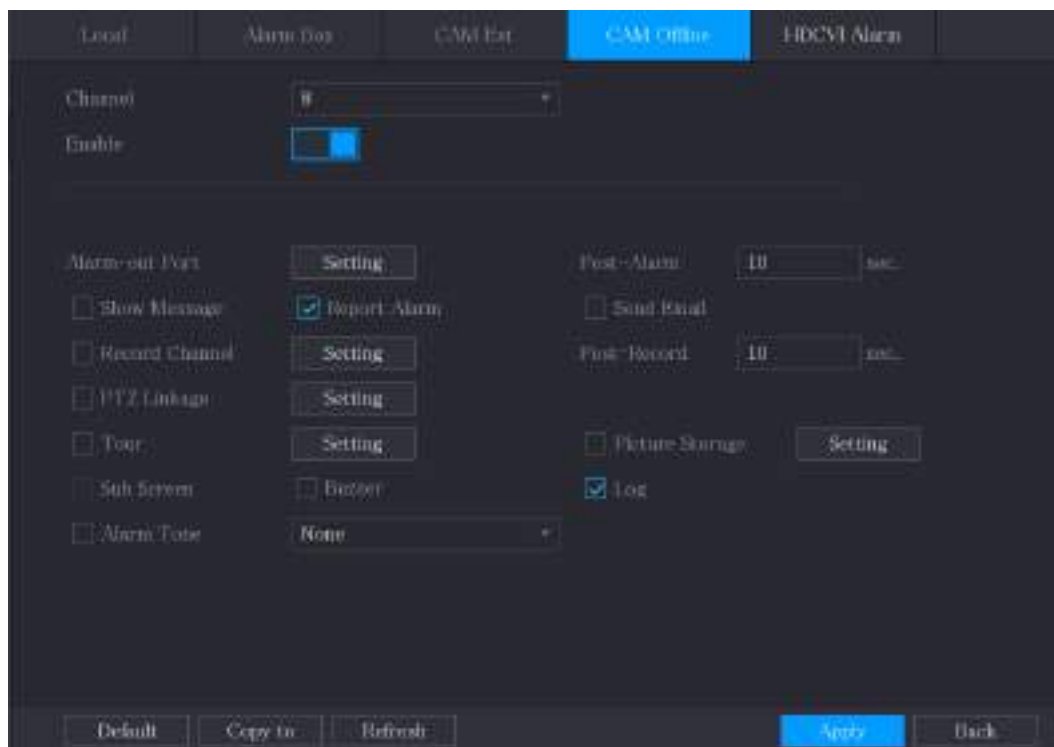 Local Alarm Box CAM Ext CAM Offline HDCVI Alarm
Channel 8
Enable
Alarm-out Port Setting Post-Alarm 10 sec.
Show Message Report Alarm Send Email
Record Channel Setting Post-Record 10 sec.
PTZ Linkage Setting
Tour Setting Picture Storage Setting
Sub Screen Buzzer Log
Alarm Tone None
Default Copy to Refresh Apply Back